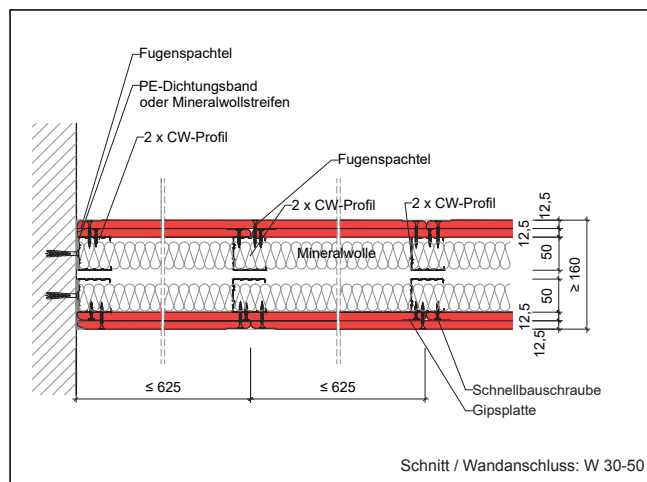 Fugenspachtel
PE-Dichtungsband
oder Mineralwollstreifen
2 x CW-Profil
Fugenspachtel
2 x CW-Profil
2 x CW-Profil
Mineralwolle
12,5
12,5
50
50
≥ 160
12,5
12,5
≤ 625
≤ 625
Schnellbauschraube
Gipsplatte
Schnitt / Wandanschluss: W 30-50